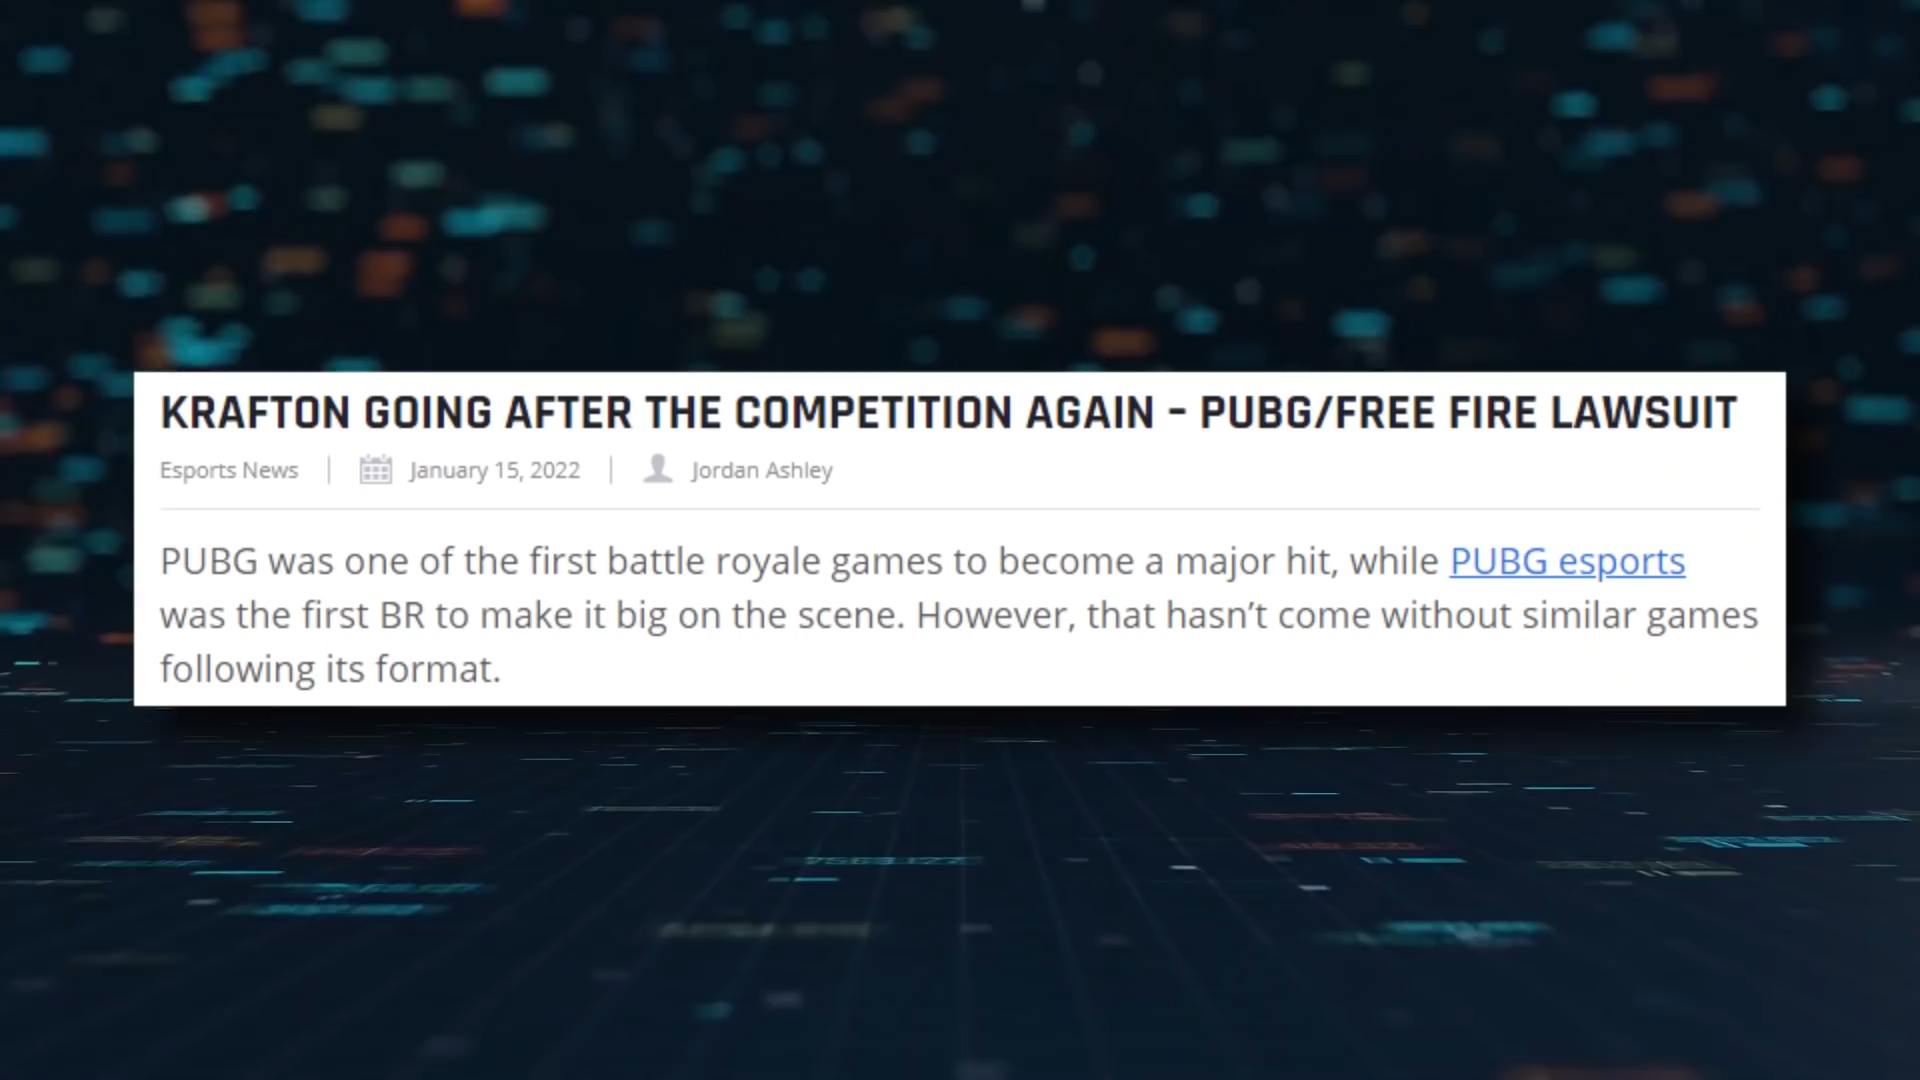 KRAFTON GOING AFTER THE COMPETITION AGAIN – PUBG/FREE FIRE LAWSUIT
Esports News | January 15, 2022 | Jordan Ashley
PUBG was one of the first battle royale games to become a major hit, while PUBG esports
was the first BR to make it big on the scene. However, that hasn’t come without similar games
following its format.